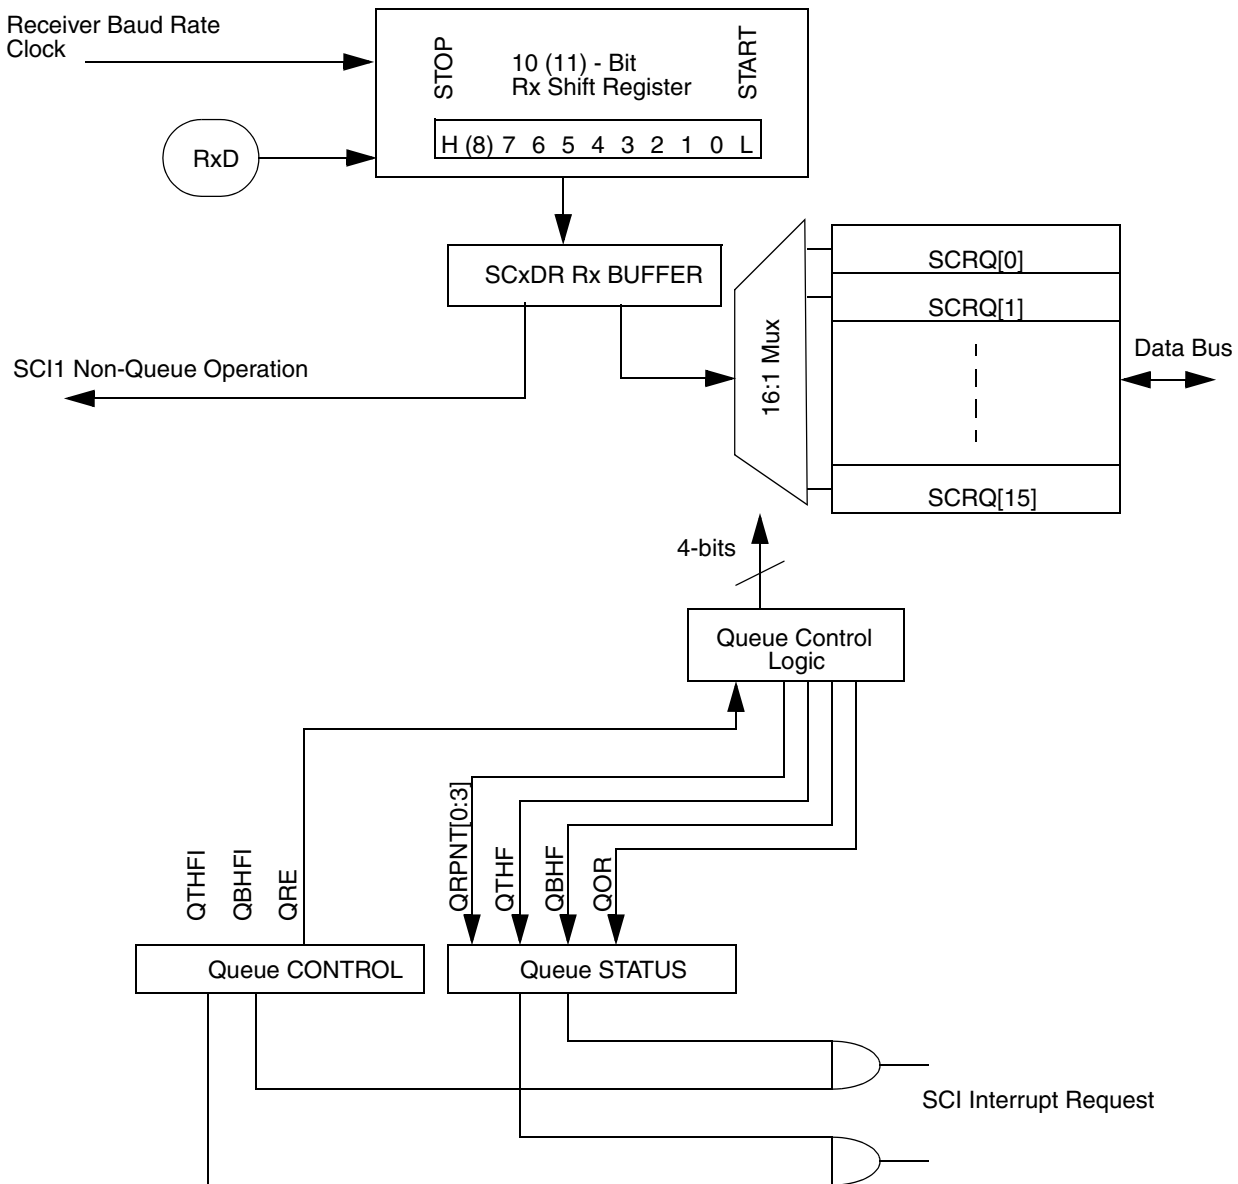 Receiver Baud Rate
Clock
STOP
10 (11) - Bit
Rx Shift Register
START
H (8) 7 6 5 4 3 2 1 0 L
RxD
SCxDR Rx BUFFER
16:1 Mux
SCRQ[0]
SCRQ[1]
SCRQ[15]
Data Bus
SCI1 Non-Queue Operation
4-bits
Queue Control
Logic
QTHFI
QBHFI
QRE
QRPNT[0:3]
QTHF
QBHF
QOR
Queue CONTROL
Queue STATUS
SCI Interrupt Request